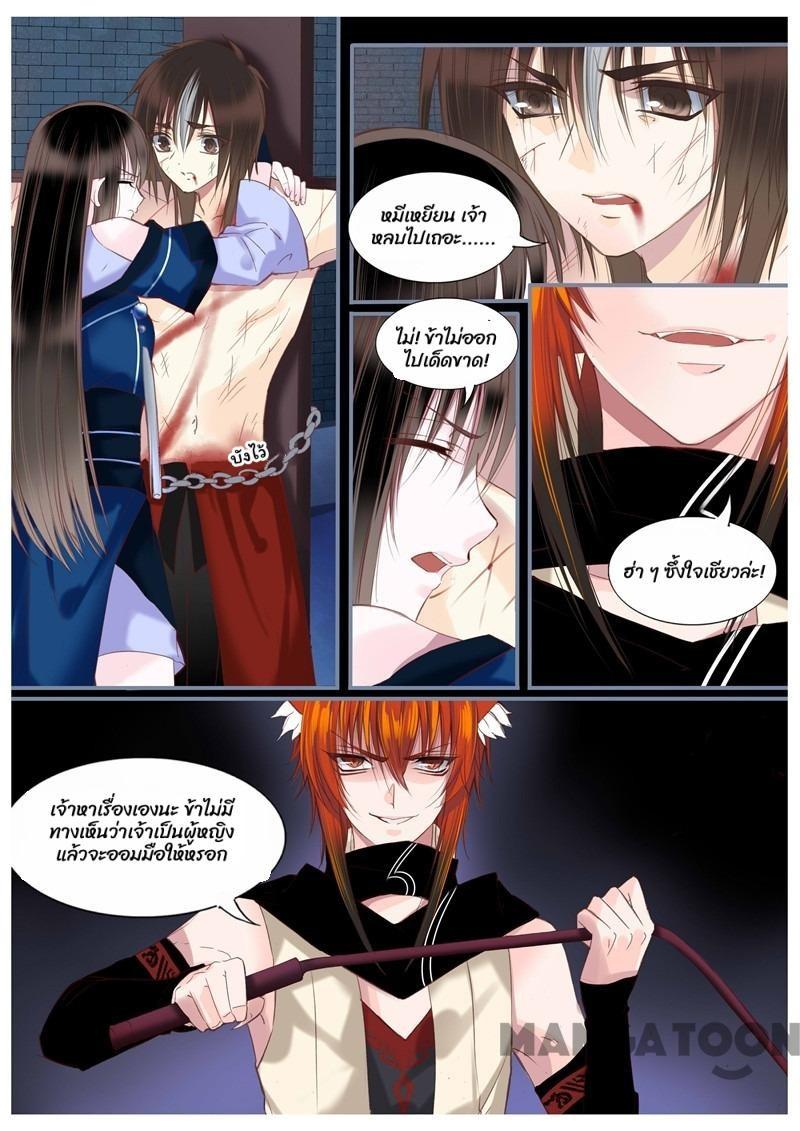 หมีเหยียน เจ้า
หลบไปเถอะ......
ไม่! ข้าไม่ออก
ไปเด็ดขาด!
บังไว้
ฮ่า ๆ ซึ้งใจเชียวล่ะ!
เจ้าหาเรื่องเองนะ ข้าไม่มี
ทางเห็นว่าเจ้าเป็นผู้หญิง
แล้วจะออมมือให้หรอก
MANGATOON